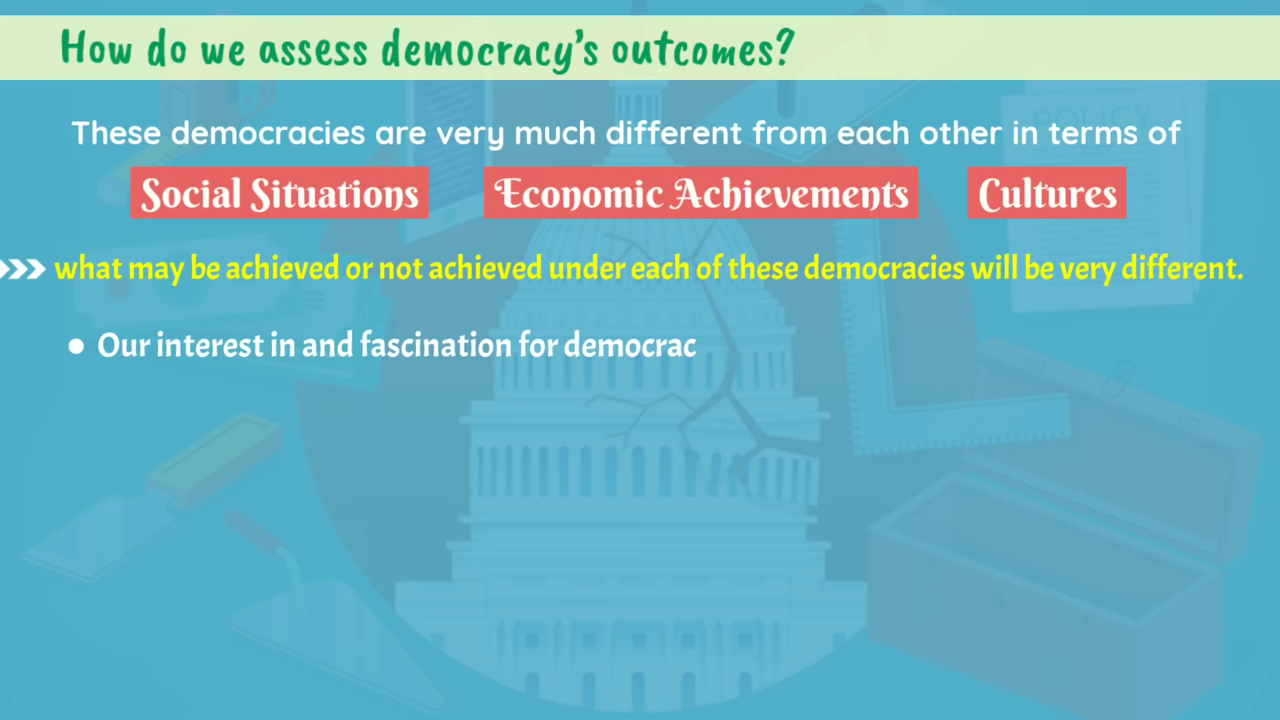 How do we assess democracy's outcomes?
These democracies are very much different from each other in terms of
Social Situations Economic Achievements Cultures
what may be achieved or not achieved under each of these democracies will be very different.
● Our interest in and fascination for democrac
POLICY